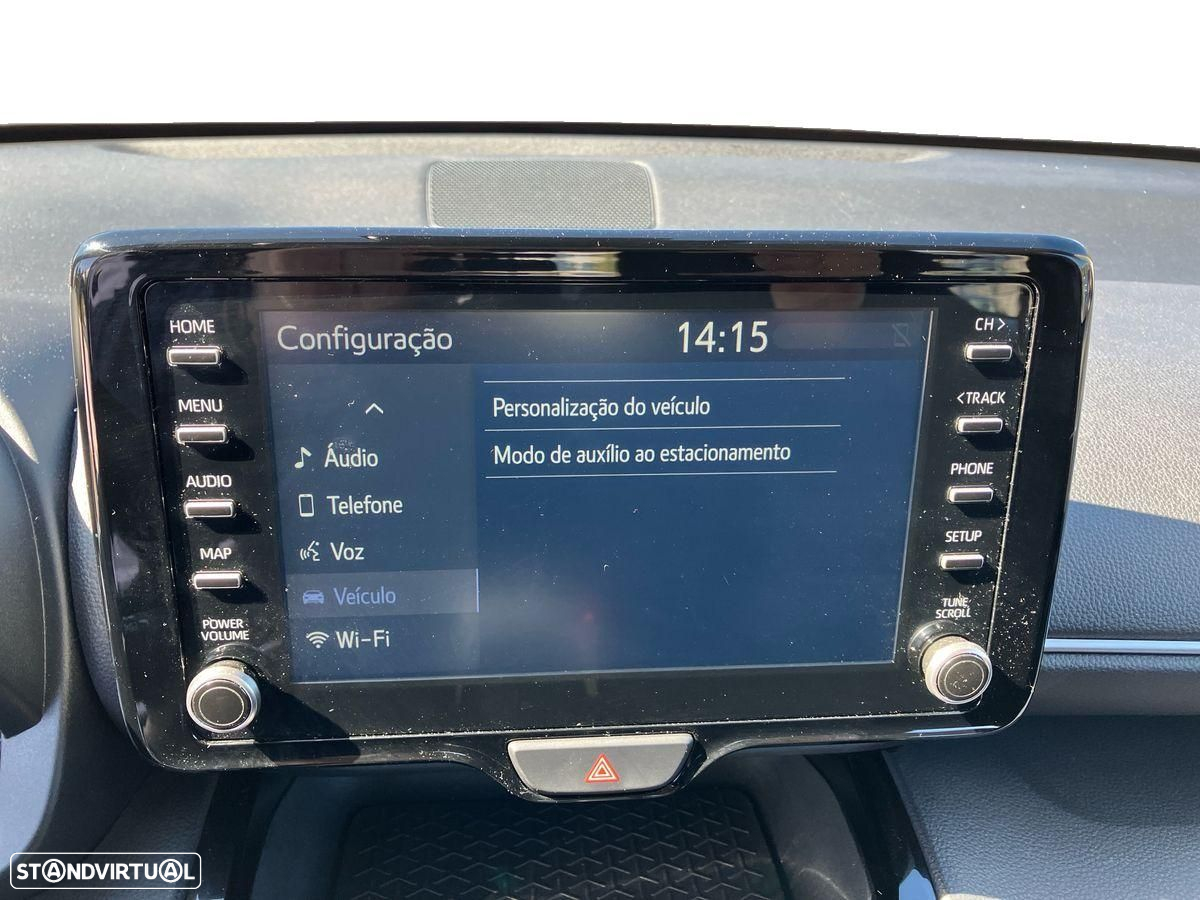 HOME
MENU
AUDIO
MAP
POWER
VOLUME
Configuração
14:15
Áudio
Telefone
Voz
Veículo
Wi-Fi
Personalização do veículo
Modo de auxílio ao estacionamento
CH >
< TRACK
PHONE
SETUP
TUNE
SCROLL
STANDVIRTUAL